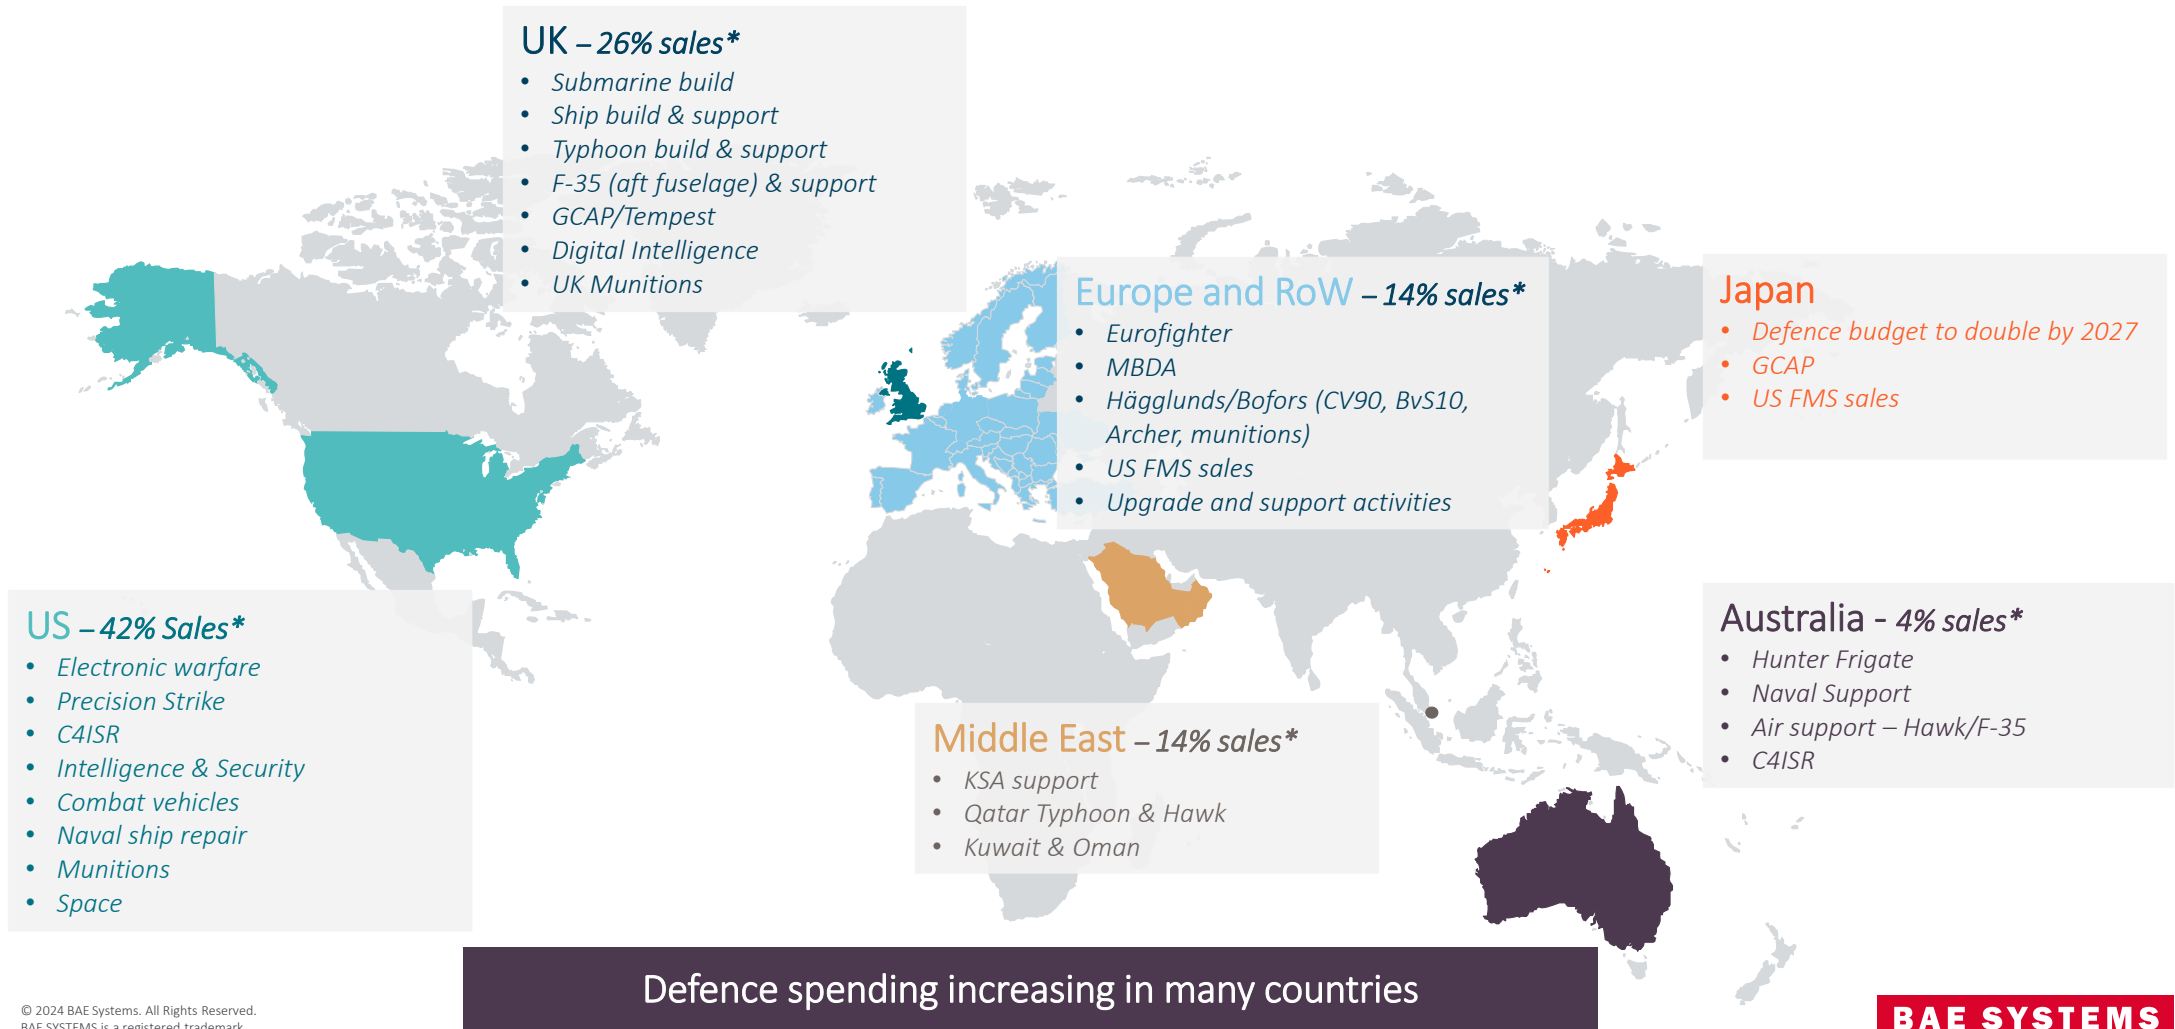 UK – 26% sales*
• Submarine build
• Ship build & support
• Typhoon build & support
• F-35 (aft fuselage) & support
• GCAP/Tempest
• Digital Intelligence
• UK Munitions
Europe and RoW – 14% sales*
• Eurofighter
• MBDA
• Hägglunds/Bofors (CV90, BvS10,
Archer, munitions)
• US FMS sales
• Upgrade and support activities
Japan
• Defence budget to double by 2027
• GCAP
• US FMS sales
US – 42% Sales*
• Electronic warfare
• Precision Strike
• C4ISR
• Intelligence & Security
• Combat vehicles
• Naval ship repair
• Munitions
• Space
Middle East – 14% sales*
• KSA support
• Qatar Typhoon & Hawk
• Kuwait & Oman
Australia - 4% sales*
• Hunter Frigate
• Naval Support
• Air support – Hawk/F-35
• C4ISR
Defence spending increasing in many countries
© 2024 BAE Systems. All Rights Reserved.
BAE SYSTEMS is a registered trademark
BAE SYSTEMS